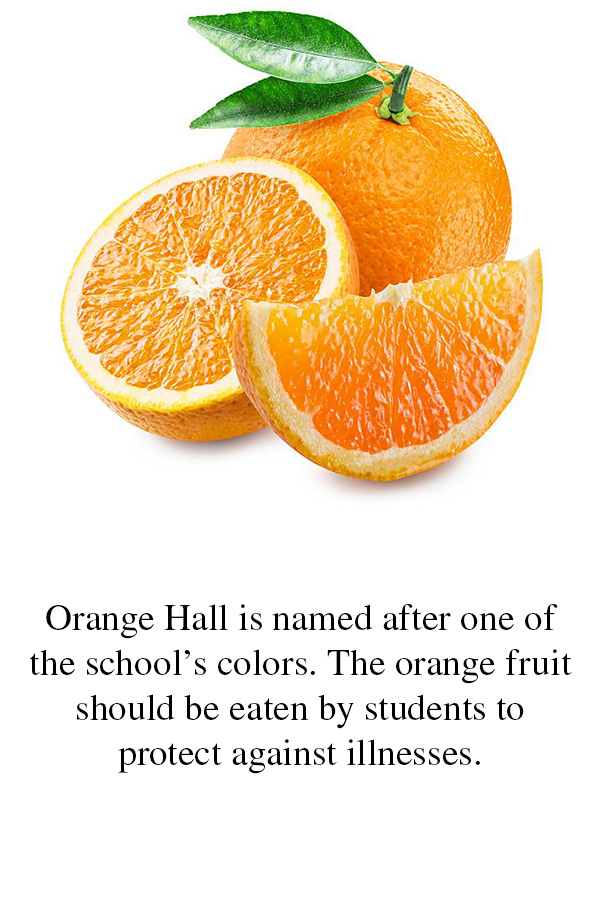 Orange Hall is named after one of
the school’s colors. The orange fruit
should be eaten by students to
protect against illnesses.